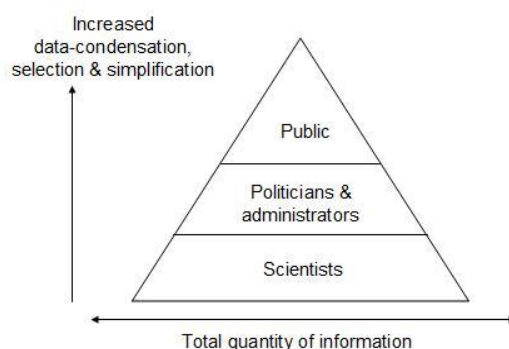 Increased
data-condensation,
selection & simplification
Public
Politicians &
administrators
Scientists
Total quantity of information